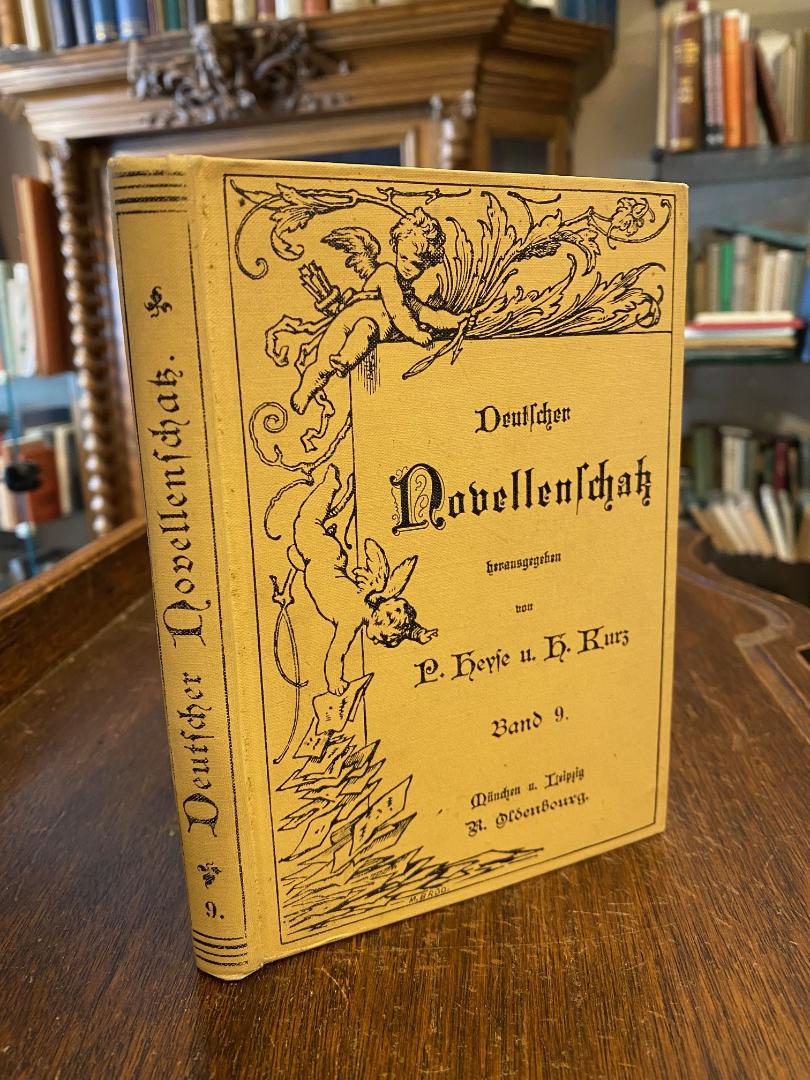 Deutscher Novellenschatz.
9.
Deutscher
Novellenschatz
herausgegeben
von
P. Heyse u. H. Kurz
Band 9.
München u. Leipzig
R. Oldenbourg.